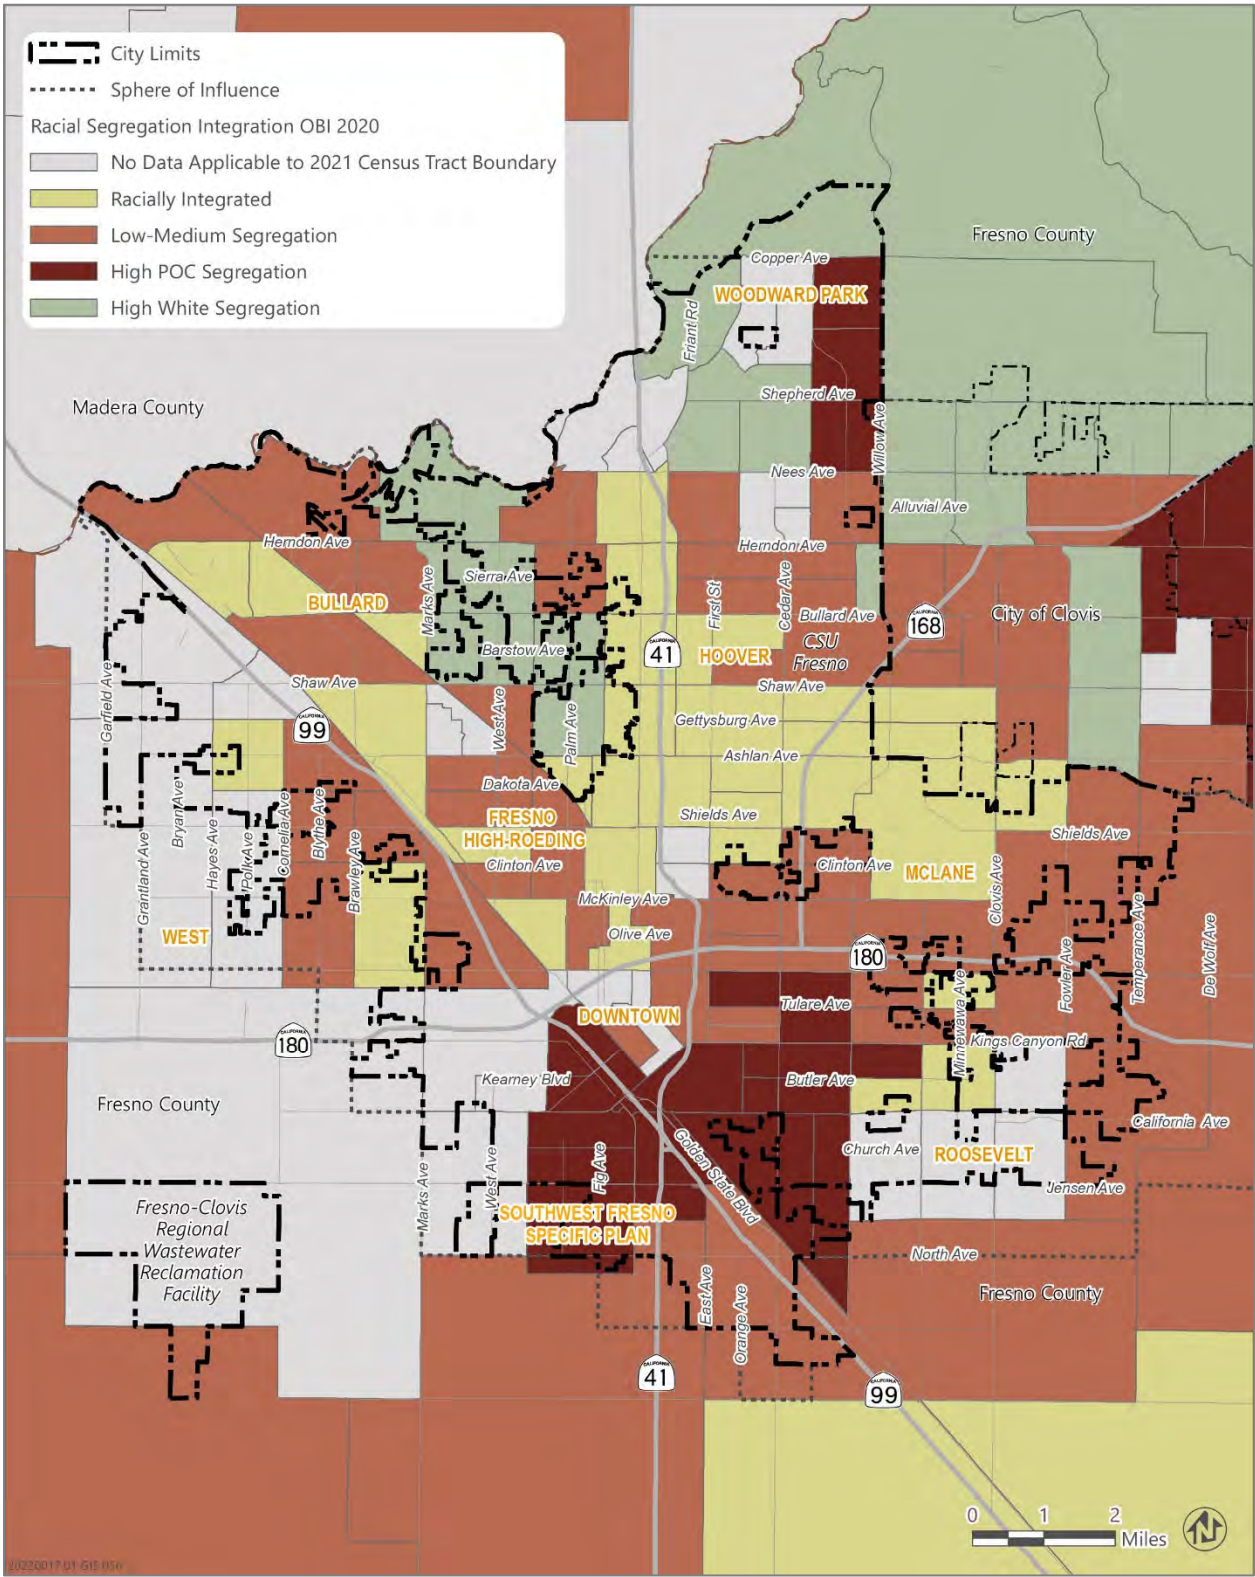 City Limits
Sphere of Influence
Racial Segregation Integration OBI 2020
No Data Applicable to 2021 Census Tract Boundary
Racially Integrated
Low-Medium Segregation
High POC Segregation
High White Segregation
Fresno County
Copper Ave
WOODWARD PARK
Friant Rd
Shepherd Ave
Madera County
Willow Ave
Nees Ave
Alluvial Ave
Herndon Ave
Herndon Ave
Sierra Ave
Marks Ave
BULLARD
First St
Cedar Ave
Bullard Ave
CALIFORNIA
168
City of Clovis
CSU
Fresno
Barstow Ave
CALIFORNIA
41
HOOVER
Garfield Ave
Shaw Ave
Shaw Ave
CALIFORNIA
99
West Ave
Palm Ave
Gettysburg Ave
Ashlan Ave
Dakota Ave
Bryan Ave
Cornelia Ave
Blythe Ave
FRESNO
HIGH-ROEDING
Shields Ave
Shields Ave
Grantland Ave
Hayes Ave
Polk Ave
Brawley Ave
Clinton Ave
Clinton Ave
MCLANE
Clovis Ave
McKinley Ave
WEST
Olive Ave
CALIFORNIA
180
Fowler Ave
Temperance Ave
De Wolf Ave
Minnewawa Ave
Tulare Ave
DOWNTOWN
CALIFORNIA
180
Kings Canyon Rd
Kearney Blvd
Butler Ave
Fresno County
California Ave
Golden State Blvd
Church Ave
ROOSEVELT
Fig Ave
Marks Ave
West Ave
Jensen Ave
Fresno-Clovis
Regional
Wastewater
Reclamation
Facility
SOUTHWEST FRESNO
SPECIFIC PLAN
North Ave
East Ave
Orange Ave
Fresno County
CALIFORNIA
41
CALIFORNIA
99
0 1 2
Miles
N